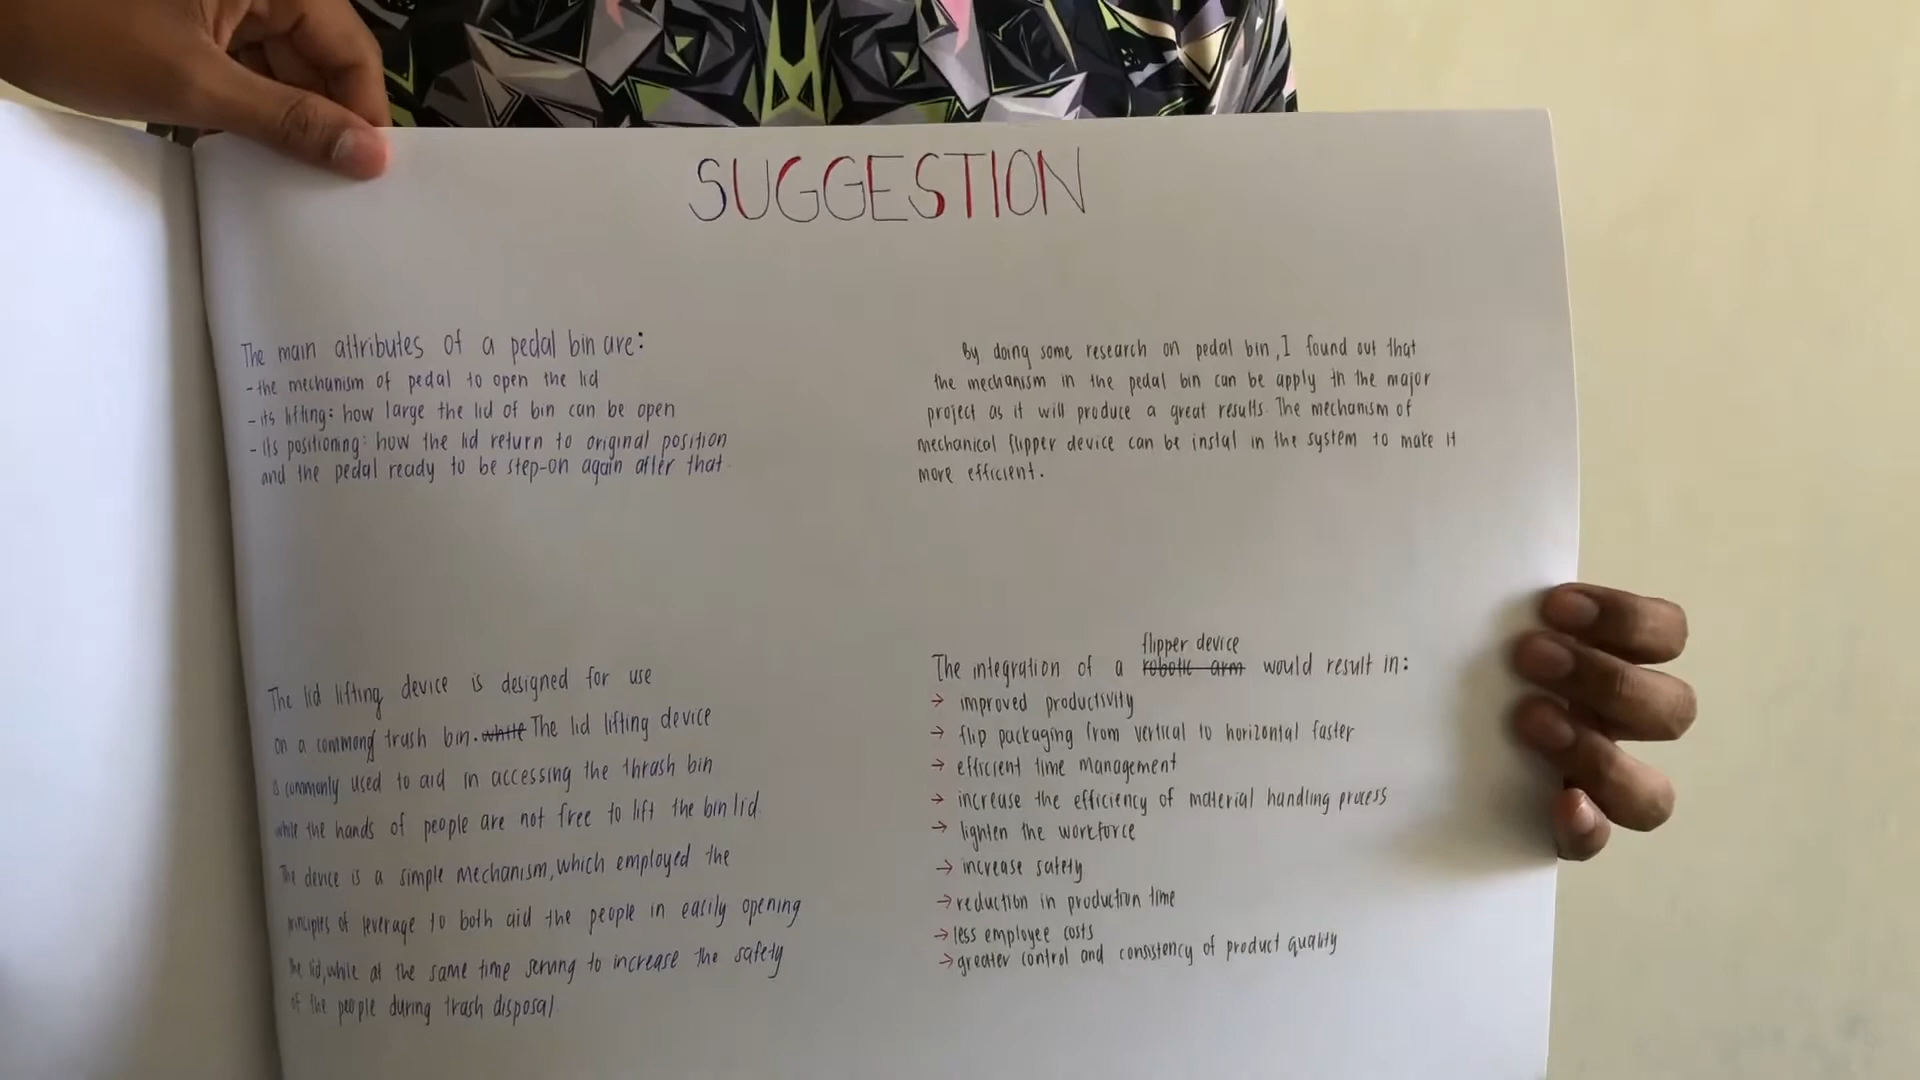 SUGGESTION
The main attributes of a pedal bin are:
- the mechanism of pedal to open the lid
- its lifting: how large the lid of bin can be open
- its positioning: how the lid return to original position
and the pedal ready to be step-on again after that.
By doing some research on pedal bin, I found out that
the mechanism in the pedal bin can be apply in the major
project as it will produce a great results. The mechanism of
mechanical flipper device can be instal in the system to make it
more efficient.
The lid lifting device is designed for use
on a common trash bin. while The lid lifting device
is commonly used to aid in accessing the thrash bin
while the hands of people are not free to lift the bin lid.
The device is a simple mechanism, which employed the
principles of leverage to both aid the people in easily opening
the lid, while at the same time serving to increase the safety
of the people during trash disposal.
flipper device
The integration of a robotic arm would result in:
→ improved productivity
→ flip packaging from vertical to horizontal faster
→ efficient time management
→ increase the efficiency of material handling process
→ lighten the workforce
→ increase safety
→ reduction in production time
→ less employee costs
→ greater control and consistency of product quality